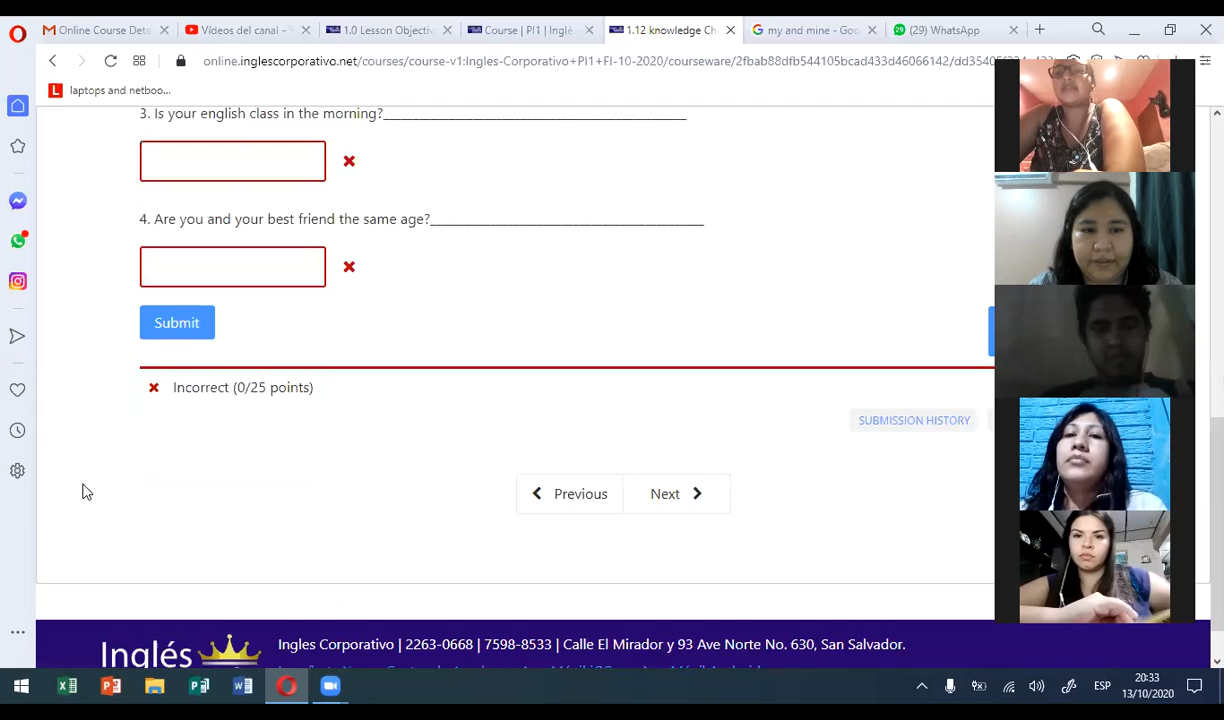 Online Course Deta
Vídeos del canal - Y
1.0 Lesson Objectiv
Course | PI1 | Inglé
1.12 knowledge Ch
my and mine - Goo
(29) WhatsApp
online.inglescorporativo.net/courses/course-v1:Ingles-Corporativo+PI1+FI-10-2020/courseware/2fbab88dfb544105bcad433d46066142/dd35405
L laptops and netboo...
3. Is your english class in the morning?
4. Are you and your best friend the same age?
Submit
Incorrect (0/25 points)
SUBMISSION HISTORY
Previous
Next
Inglés
Ingles Corporativo | 2263-0668 | 7598-8533 | Calle El Mirador y 93 Ave Norte No. 630, San Salvador.
ESP
20:33
13/10/2020